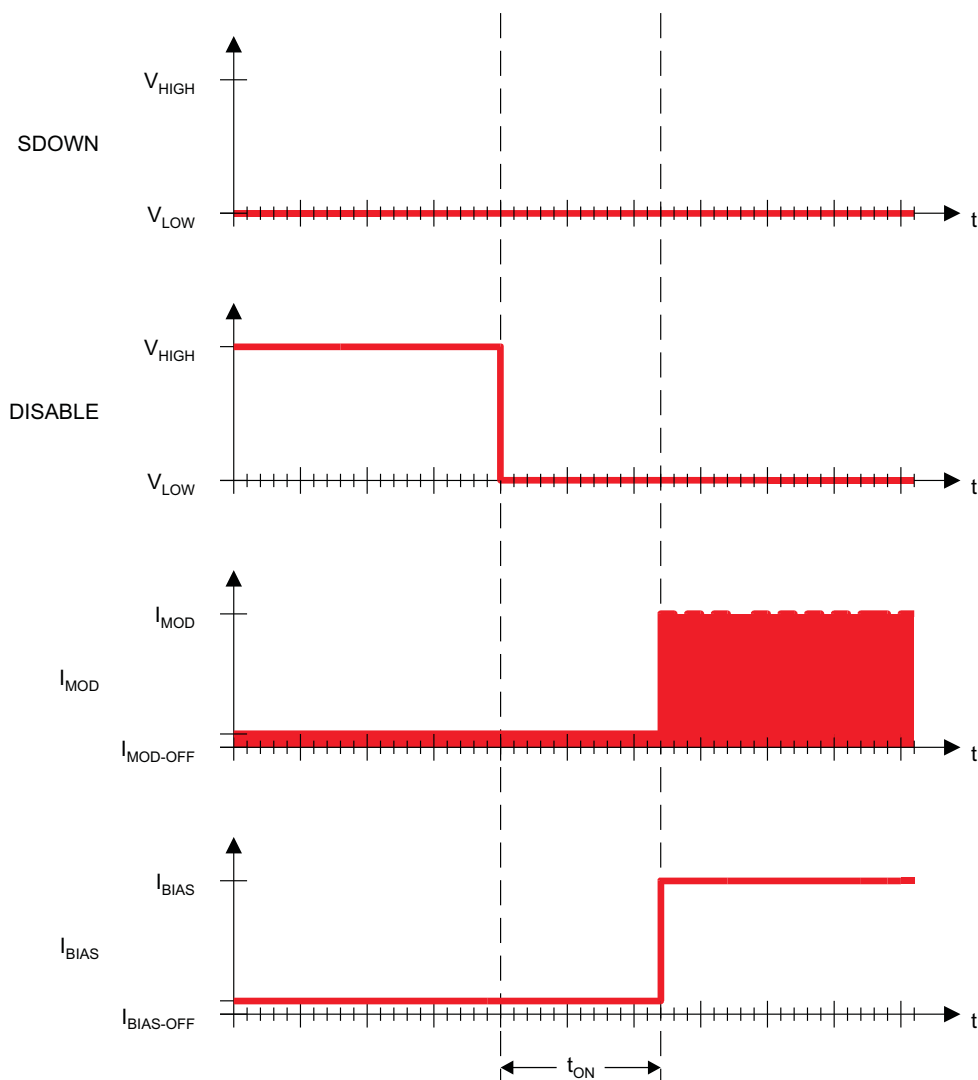 V_HIGH
SDOWN
V_LOW
t
V_HIGH
DISABLE
V_LOW
t
I_MOD
I_MOD
I_MOD-OFF
t
I_BIAS
I_BIAS
I_BIAS-OFF
t
t_ON